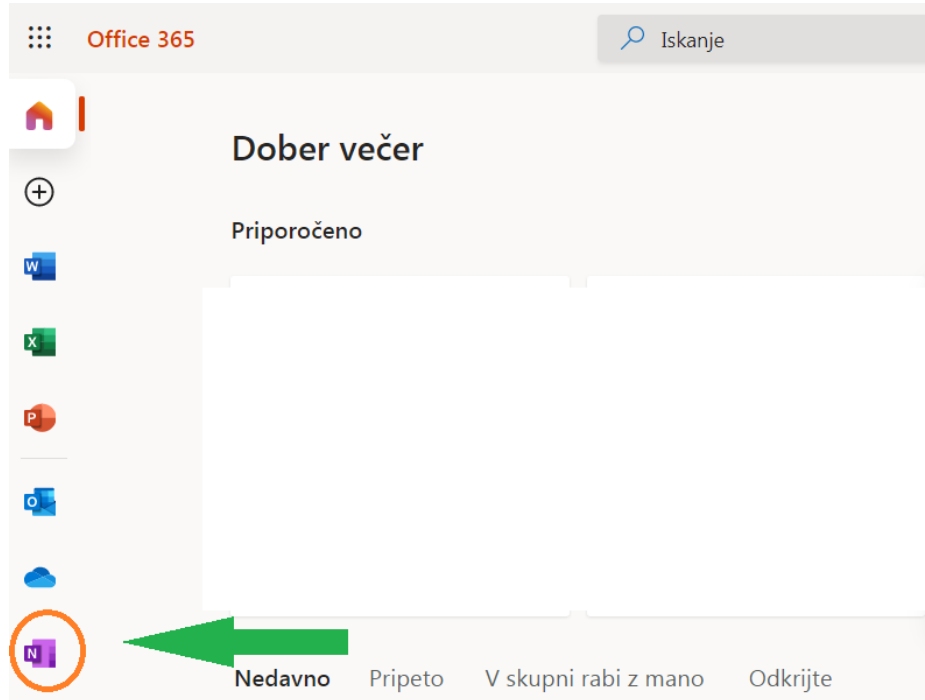 Office 365
Iskanje
Dober večer
Priporočeno
W
X
P
O
N
Nedavno Pripeto V skupni rabi z mano Odkrijte